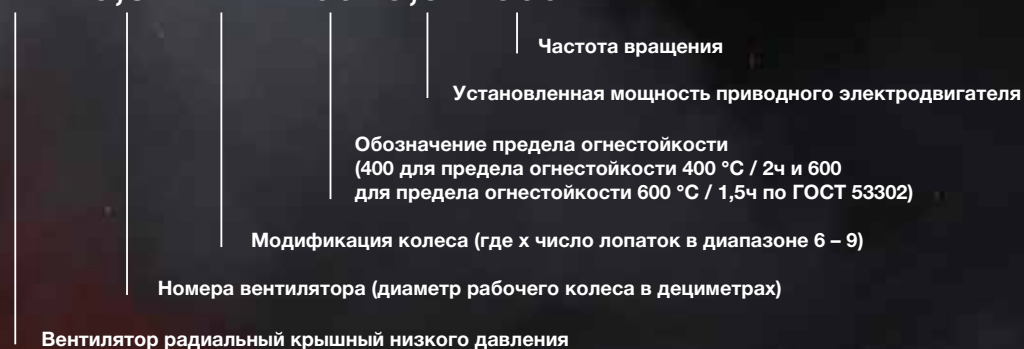 Частота вращения
Установленная мощность приводного электродвигателя
Обозначение предела огнестойкости
(400 для предела огнестойкости 400 °С / 2ч и 600
для предела огнестойкости 600 °С / 1,5ч по ГОСТ 53302)
Модификация колеса (где х число лопаток в диапазоне 6 – 9)
Номера вентилятора (диаметр рабочего колеса в дециметрах)
Вентилятор радиальный крышный низкого давления